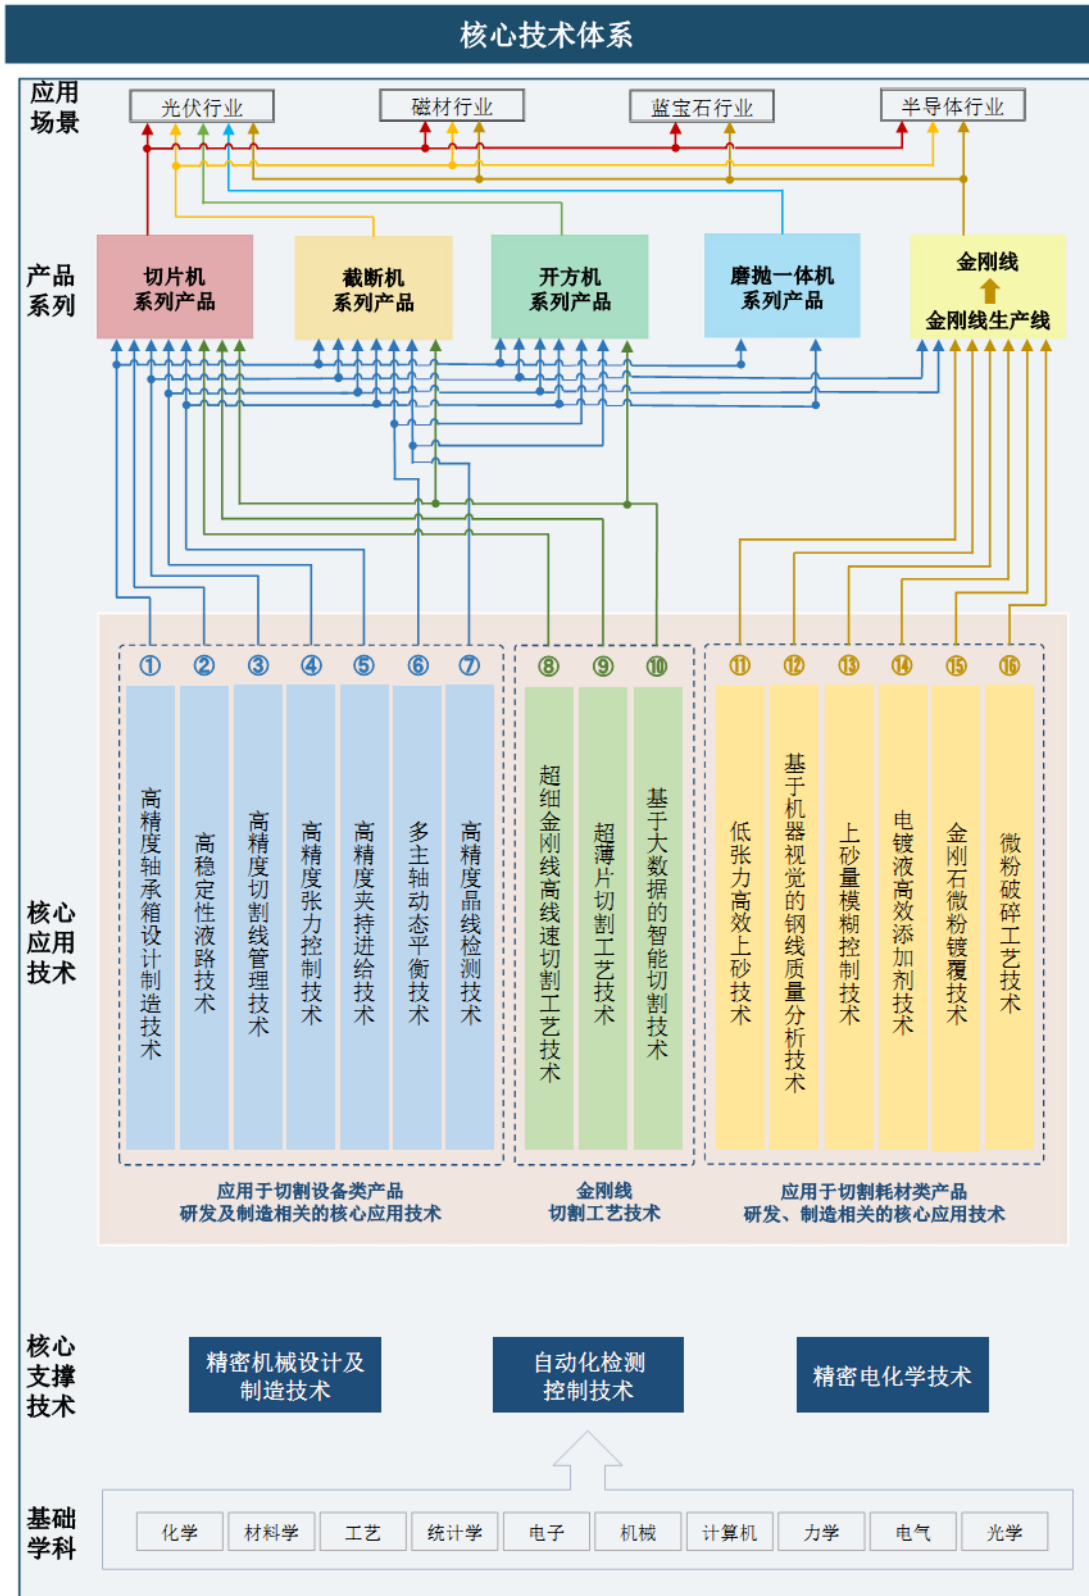 核心技术体系
应用
场景
光伏行业
磁材行业
蓝宝石行业
半导体行业
产品
系列
切片机
系列产品
截断机
系列产品
开方机
系列产品
磨抛一体机
系列产品
金刚线
金刚线生产线
核心
应用
技术
①
高精度轴承箱设计制造技术
②
高稳定性液路技术
③
高精度切割线管理技术
④
高精度张力控制技术
⑤
高精度夹持进给技术
⑥
多主轴动态平衡技术
⑦
高精度晶线检测技术
⑧
超细金刚线高线速切割工艺技术
⑨
超薄片切割工艺技术
⑩
基于大数据的智能切割技术
⑪
低张力高效上砂技术
⑫
基于机器视觉的钢线质量分析技术
⑬
上砂量模糊控制技术
⑭
电镀液高效添加剂技术
⑮
金刚石微粉镀覆技术
⑯
微粉破碎工艺技术
应用于切割设备类产品
研发及制造相关的核心应用技术
金刚线
切割工艺技术
应用于切割耗材类产品
研发、制造相关的核心应用技术
核心
支撑
技术
精密机械设计及
制造技术
自动化检测
控制技术
精密电化学技术
基础
学科
化学
材料学
工艺
统计学
电子
机械
计算机
力学
电气
光学